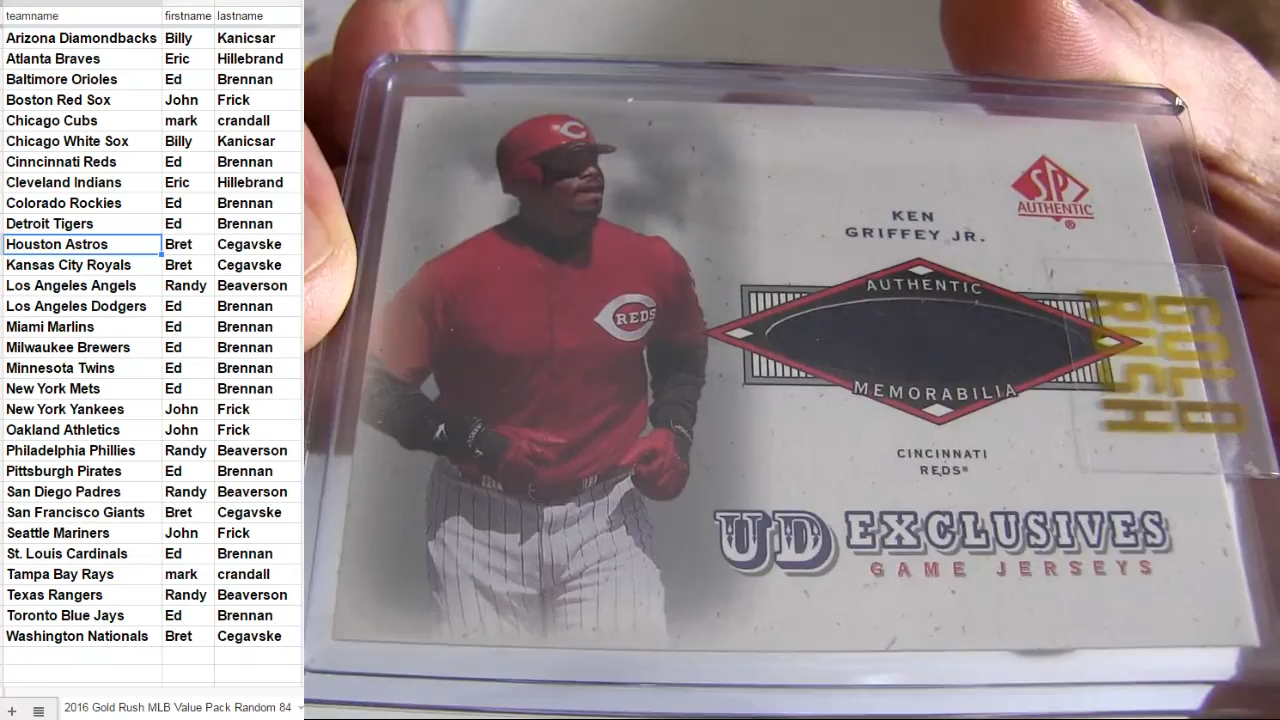 teamname firstname lastname
Arizona Diamondbacks Billy Kanicsar
Atlanta Braves Eric Hillebrand
Baltimore Orioles Ed Brennan
Boston Red Sox John Frick
Chicago Cubs mark crandall
Chicago White Sox Billy Kanicsar
Cinncinnati Reds Ed Brennan
Cleveland Indians Eric Hillebrand
Colorado Rockies Ed Brennan
Detroit Tigers Ed Brennan
Houston Astros Bret Cegavske
Kansas City Royals Bret Cegavske
Los Angeles Angels Randy Beaverson
Los Angeles Dodgers Ed Brennan
Miami Marlins Ed Brennan
Milwaukee Brewers Ed Brennan
Minnesota Twins Ed Brennan
New York Mets Ed Brennan
New York Yankees John Frick
Oakland Athletics John Frick
Philadelphia Phillies Randy Beaverson
Pittsburgh Pirates Ed Brennan
San Diego Padres Randy Beaverson
San Francisco Giants Bret Cegavske
Seattle Mariners John Frick
St. Louis Cardinals Ed Brennan
Tampa Bay Rays mark crandall
Texas Rangers Randy Beaverson
Toronto Blue Jays Ed Brennan
Washington Nationals Bret Cegavske
2016 Gold Rush MLB Value Pack Random 84
C
REDS
SP
AUTHENTIC
®
KEN
GRIFFEY JR.
AUTHENTIC
MEMORABILIA
CINCINNATI
REDS®
UD EXCLUSIVES
GAME JERSEYS
GOLD
RUSH